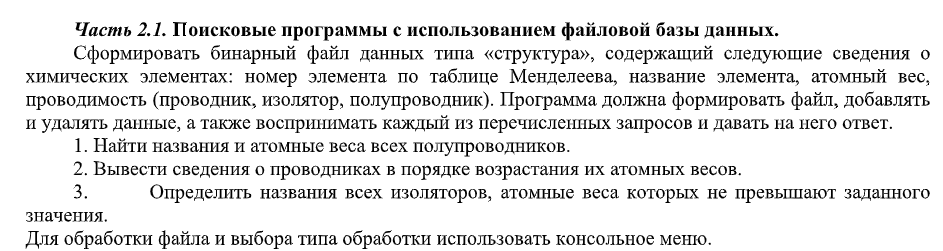 Часть 2.1. Поисковые программы с использованием файловой базы данных.
Сформировать бинарный файл данных типа «структура», содержащий следующие сведения о
химических элементах: номер элемента по таблице Менделеева, название элемента, атомный вес,
проводимость (проводник, изолятор, полупроводник). Программа должна формировать файл, добавлять
и удалять данные, а также воспринимать каждый из перечисленных запросов и давать на него ответ.
1. Найти названия и атомные веса всех полупроводников.
2. Вывести сведения о проводниках в порядке возрастания их атомных весов.
3. Определить названия всех изоляторов, атомные веса которых не превышают заданного
значения.
Для обработки файла и выбора типа обработки использовать консольное меню.